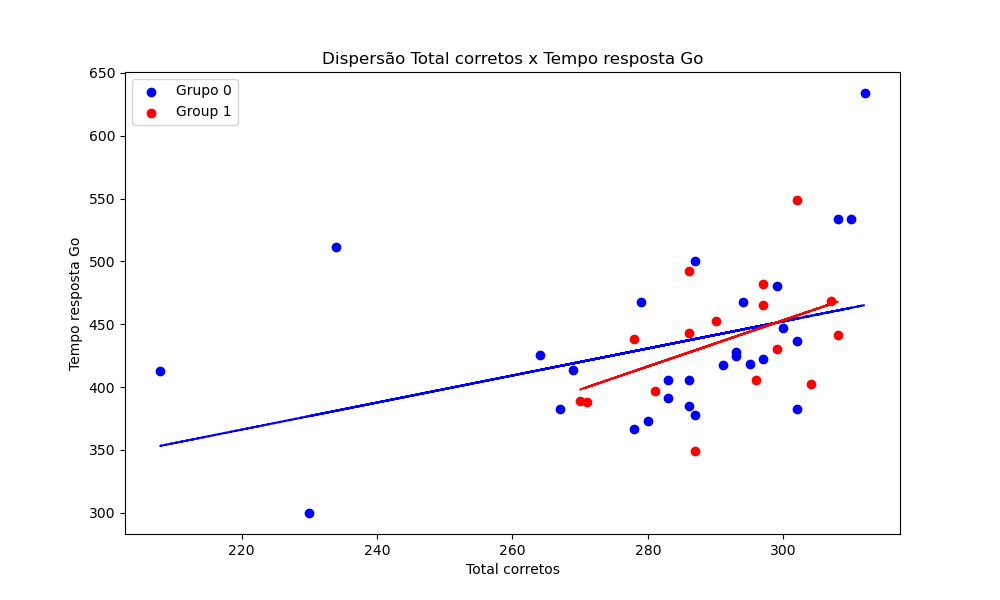 Dispersão Total corretos x Tempo resposta Go
Grupo 0
Group 1
Tempo resposta Go
650
600
550
500
450
400
350
300
220
240
260
280
300
Total corretos